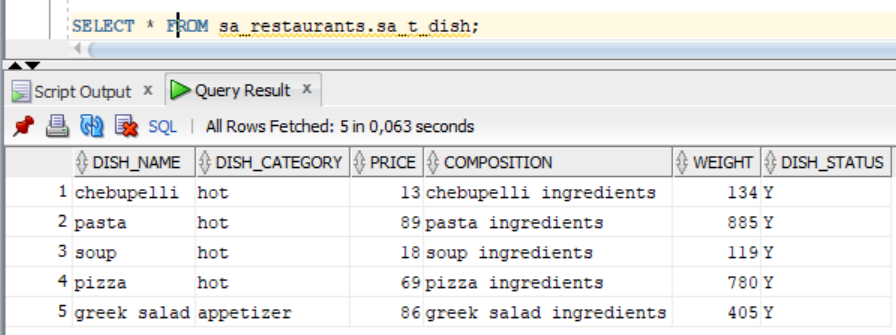 SELECT * FROM sa_restaurants.sa_t_dish;
Script Output x Query Result x
SQL | All Rows Fetched: 5 in 0,063 seconds
DISH_NAME DISH_CATEGORY PRICE COMPOSITION WEIGHT DISH_STATUS
1 chebupelli hot 13 chebupelli ingredients 134 Y
2 pasta hot 89 pasta ingredients 885 Y
3 soup hot 18 soup ingredients 119 Y
4 pizza hot 69 pizza ingredients 780 Y
5 greek salad appetizer 86 greek salad ingredients 405 Y